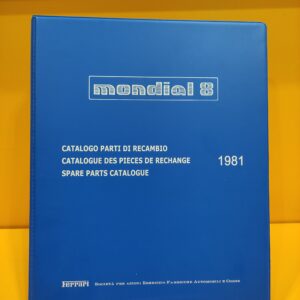 mondial 8
CATALOGO PARTI DI RECAMBIO
CATALOGUE DES PIECES DE RECHANGE
SPARE PARTS CATALOGUE
1981
Ferrari
SOCIETÀ PER AZIONI ESERCIZIO FABBRICHE AUTOMOBILI E CORSE